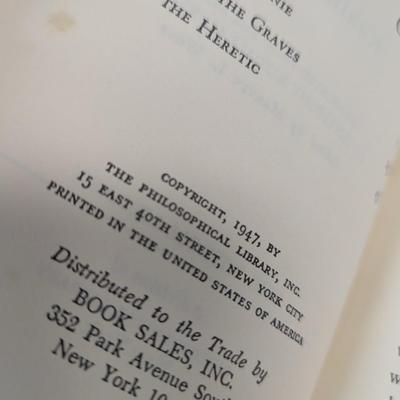 THE GRAVES
THE HERETIC
COPYRIGHT, 1947, BY
THE PHILOSOPHICAL LIBRARY, INC.
15 EAST 40TH STREET, NEW YORK CITY
PRINTED IN THE UNITED STATES OF AMERICA
Distributed to the Trade by
BOOK SALES, INC.
352 Park Avenue
New York 10